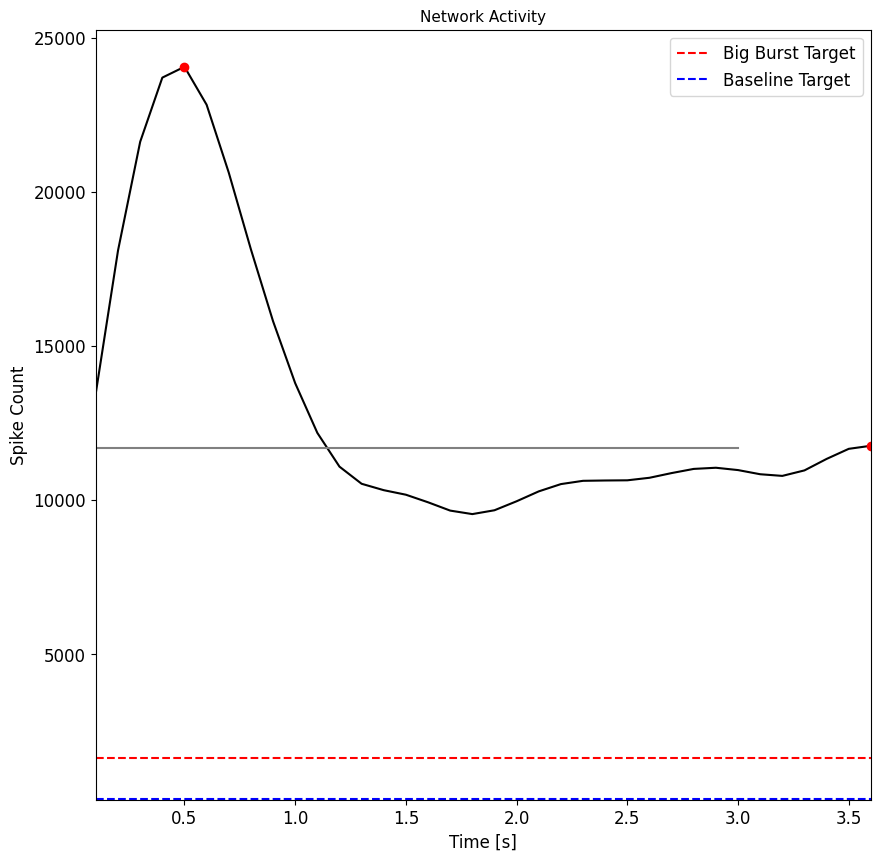 Network Activity
Big Burst Target
Baseline Target
Spike Count
25000
20000
15000
10000
5000
0.5 1.0 1.5 2.0 2.5 3.0 3.5
Time [s]